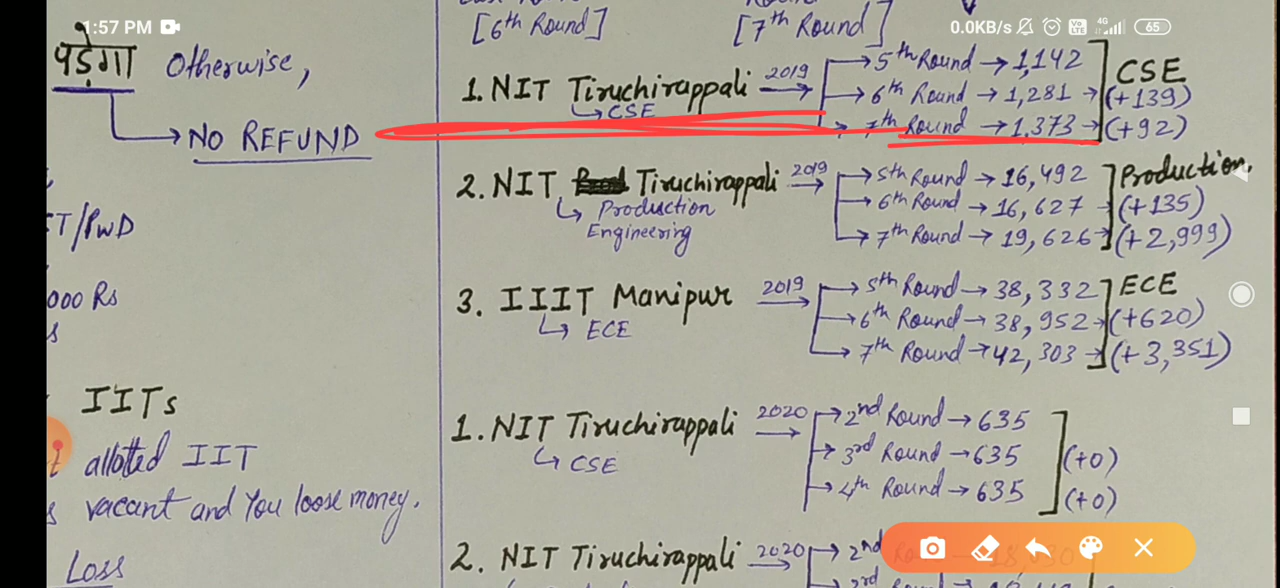 1:57 PM
0.0KB/s
Vo LTE
4G
65
[6th Round]
[7th Round]
पड़ेगा Otherwise,
NO REFUND
T/PwD
000 Rs
IITs
allotted IIT
vacant and You loose money.
Loss
1. NIT Tiruchirappali 2019
CSE
5th Round → 1,142
6th Round → 1,281 → (+139)
7th Round → 1,373 → (+92)
CSE
2. NIT Tiruchirappali 2019
Production
Engineering
5th Round → 16,492
6th Round → 16,627 → (+135)
7th Round → 19,626 → (+2,999)
Production
3. IIIT Manipur 2019
ECE
5th Round → 38,332
6th Round → 38,952 → (+620)
7th Round → 42,303 → (+3,351)
ECE
1. NIT Tiruchirappali 2020
CSE
2nd Round → 635
3rd Round → 635 (+0)
4th Round → 635 (+0)
2. NIT Tiruchirappali 2020
2nd